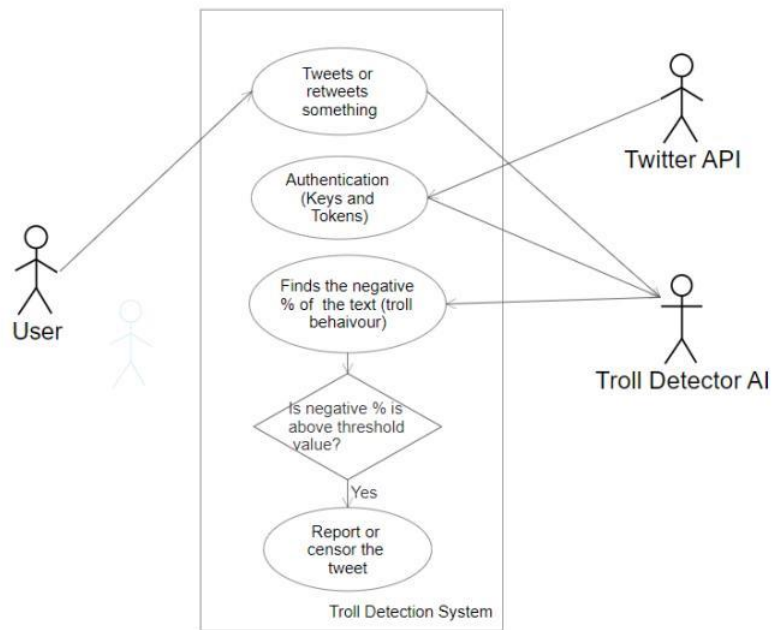 Tweets or
retweets
something
Twitter API
Authentication
(Keys and
Tokens)
User
Finds the negative
% of the text (troll
behaivour)
Troll Detector AI
Is negative % is
above threshold
value?
Yes
Report or
censor the
tweet
Troll Detection System